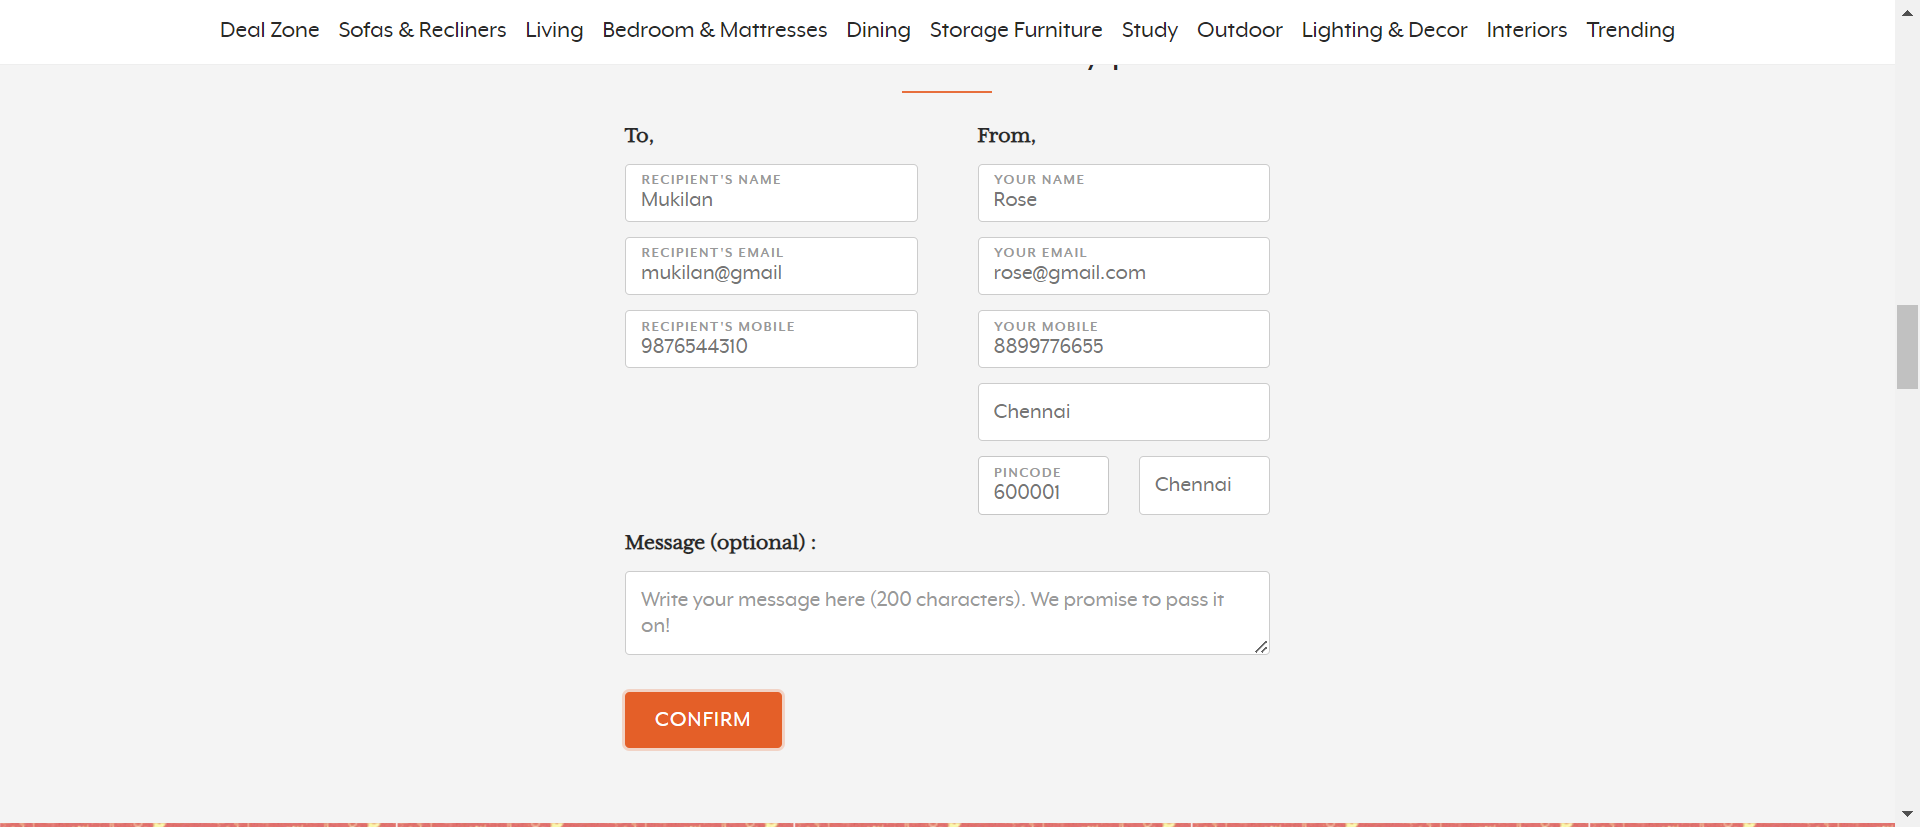 Deal Zone Sofas & Recliners Living Bedroom & Mattresses Dining Storage Furniture Study Outdoor Lighting & Decor Interiors Trending
To,
From,
RECIPIENT'S NAME
Mukilan
YOUR NAME
Rose
RECIPIENT'S EMAIL
mukilan@gmail
YOUR EMAIL
rose@gmail.com
RECIPIENT'S MOBILE
9876544310
YOUR MOBILE
8899776655
Chennai
PINCODE
600001
Chennai
Message (optional) :
Write your message here (200 characters). We promise to pass it
on!
CONFIRM